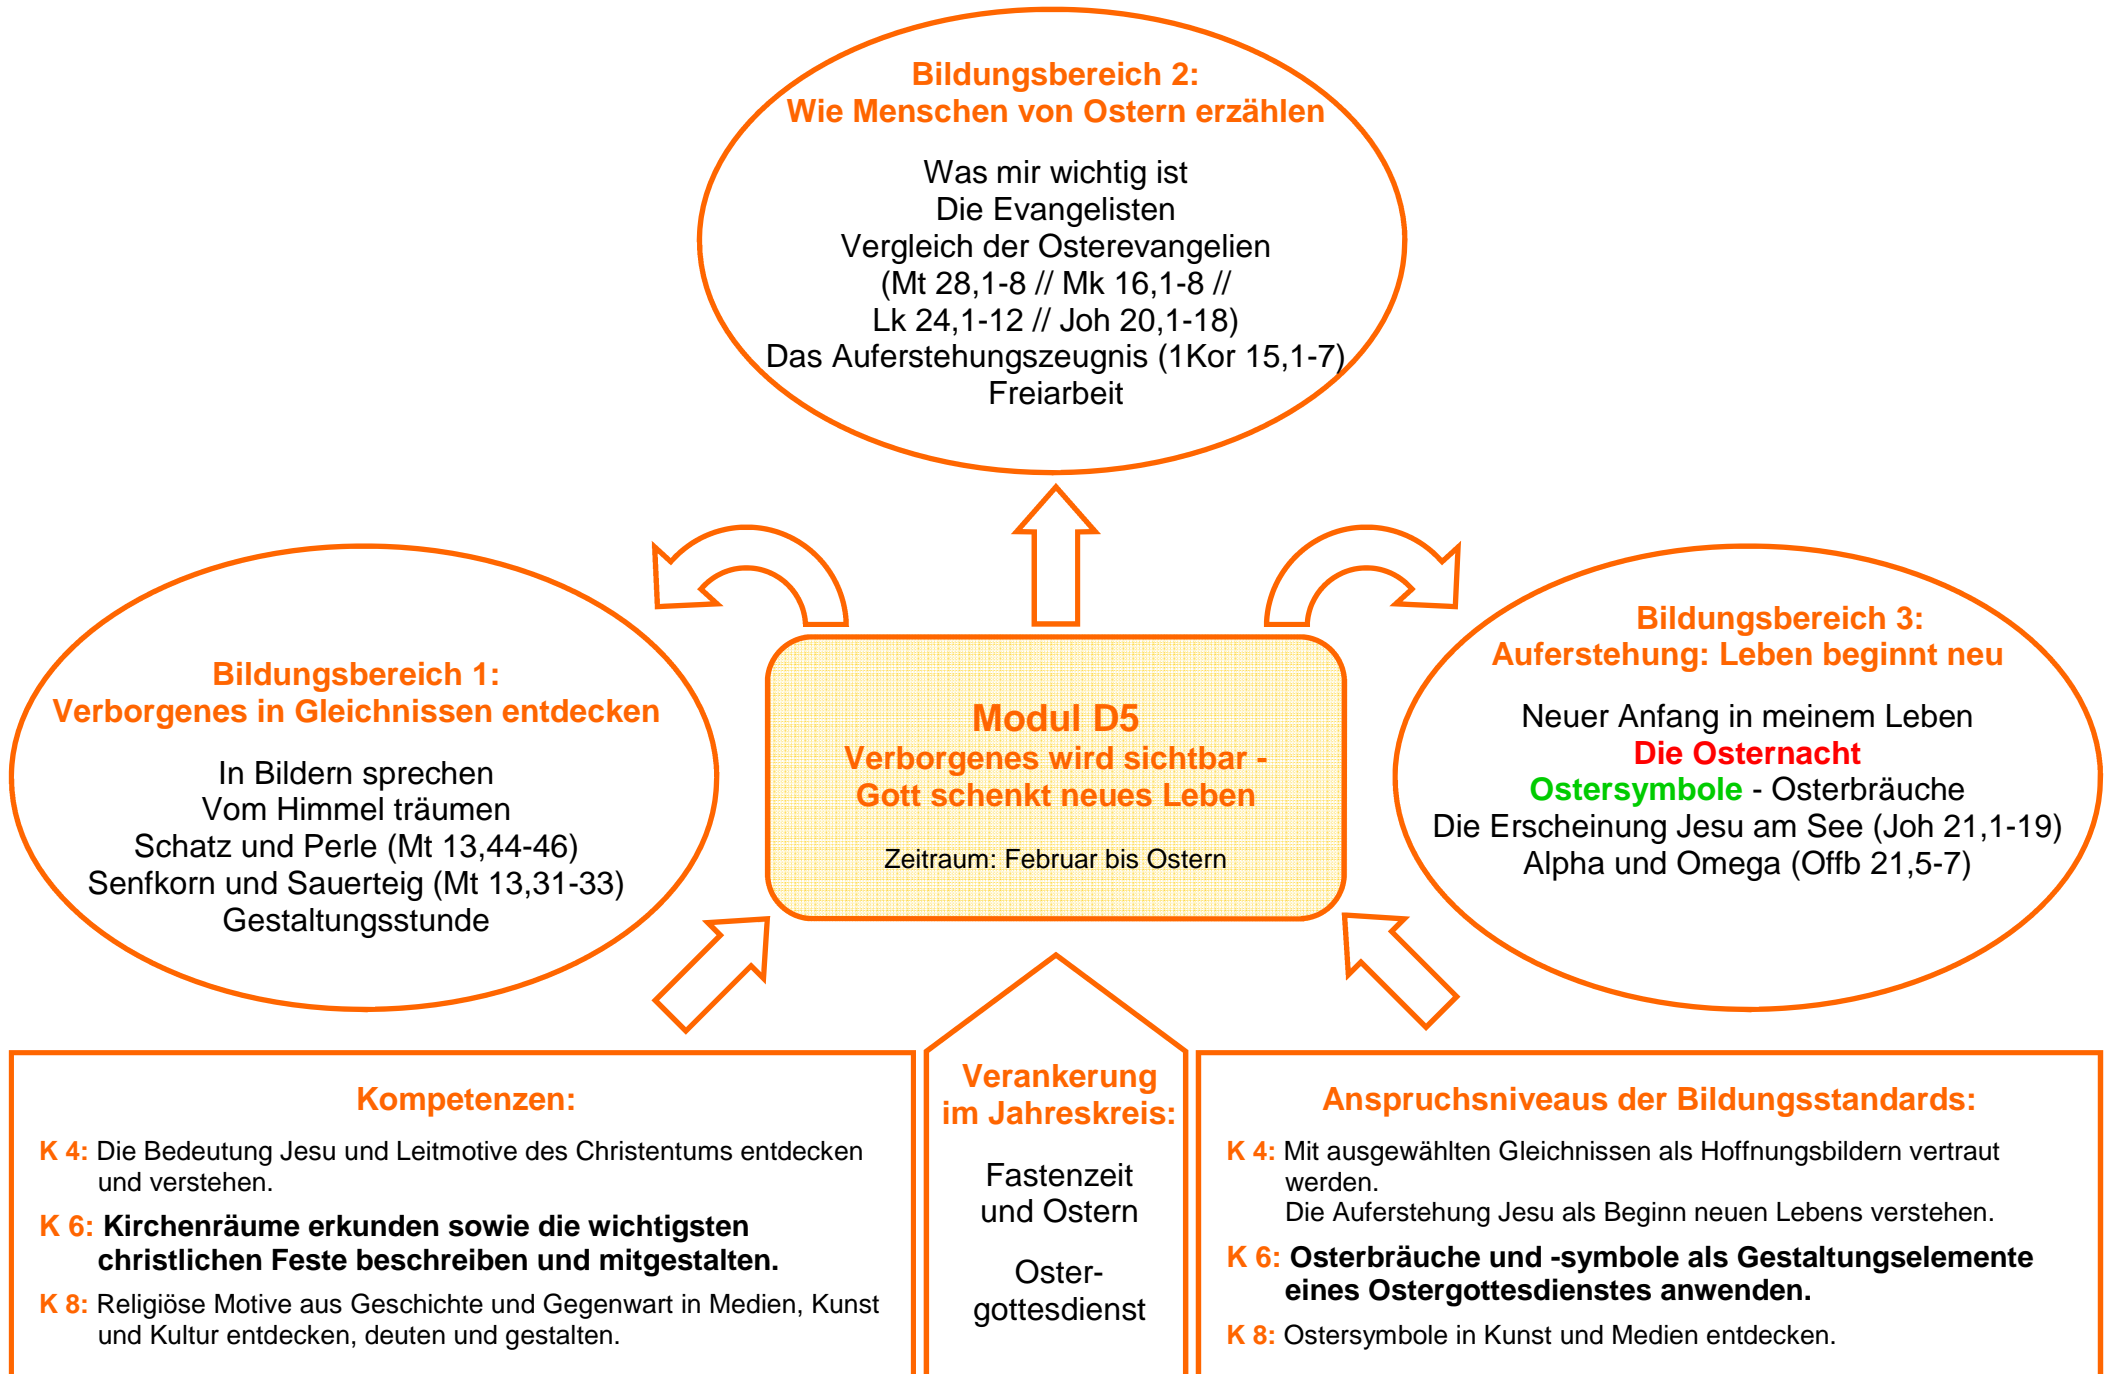 Bildungsbereich 2:
Wie Menschen von Ostern erzählen
Was mir wichtig ist
Die Evangelisten
Vergleich der Osterevangelien
(Mt 28,1-8 // Mk 16,1-8 //
Lk 24,1-12 // Joh 20,1-18)
Das Auferstehungszeugnis (1Kor 15,1-7)
Freiarbeit
Bildungsbereich 1:
Verborgenes in Gleichnissen entdecken
In Bildern sprechen
Vom Himmel träumen
Schatz und Perle (Mt 13,44-46)
Senfkorn und Sauerteig (Mt 13,31-33)
Gestaltungsstunde
Modul D5
Verborgenes wird sichtbar -
Gott schenkt neues Leben
Zeitraum: Februar bis Ostern
Bildungsbereich 3:
Auferstehung: Leben beginnt neu
Neuer Anfang in meinem Leben
Die Osternacht
Ostersymbole - Osterbräuche
Die Erscheinung Jesu am See (Joh 21,1-19)
Alpha und Omega (Offb 21,5-7)
Kompetenzen:
K 4: Die Bedeutung Jesu und Leitmotive des Christentums entdecken
und verstehen.
K 6: Kirchenräume erkunden sowie die wichtigsten
christlichen Feste beschreiben und mitgestalten.
K 8: Religiöse Motive aus Geschichte und Gegenwart in Medien, Kunst
und Kultur entdecken, deuten und gestalten.
Verankerung
im Jahreskreis:
Fastenzeit
und Ostern
Oster-
gottesdienst
Anspruchsniveaus der Bildungsstandards:
K 4: Mit ausgewählten Gleichnissen als Hoffnungsbildern vertraut
werden.
Die Auferstehung Jesu als Beginn neuen Lebens verstehen.
K 6: Osterbräuche und -symbole als Gestaltungselemente
eines Ostergottesdienstes anwenden.
K 8: Ostersymbole in Kunst und Medien entdecken.